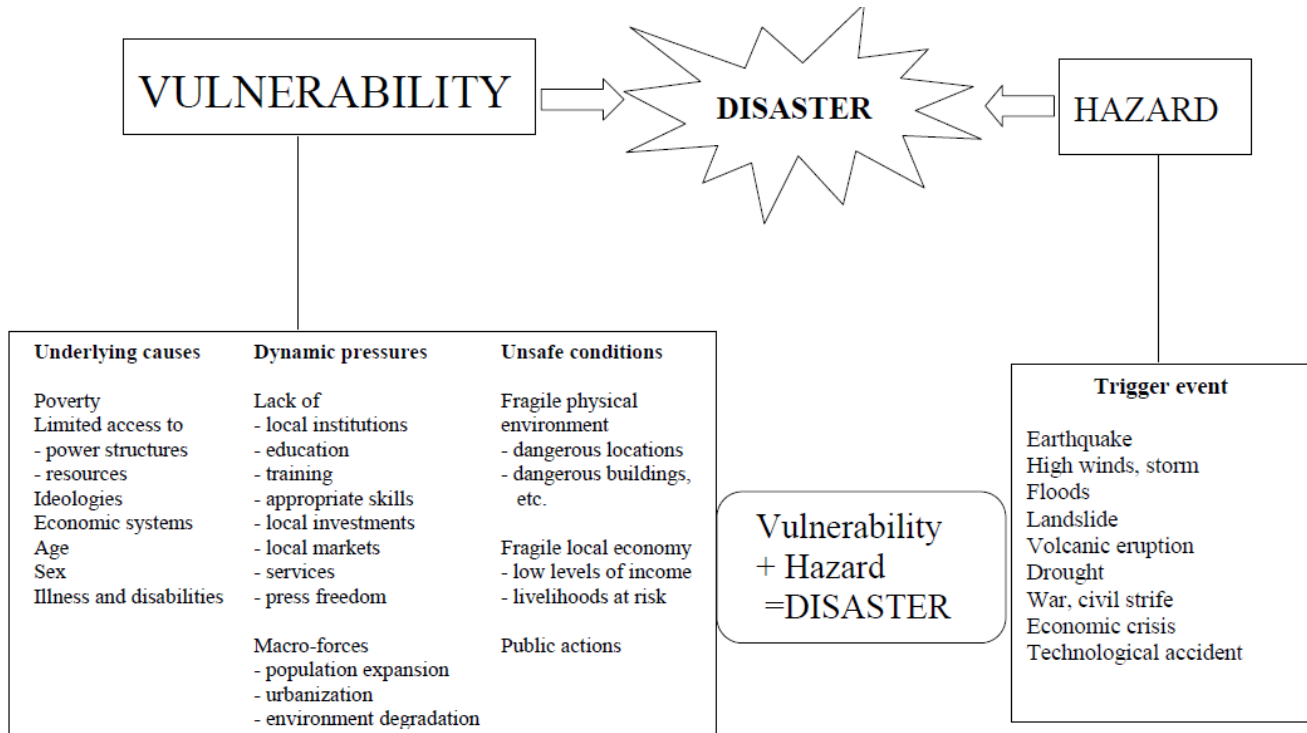 VULNERABILITY
DISASTER
HAZARD
Underlying causes
Poverty
Limited access to
- power structures
- resources
Ideologies
Economic systems
Age
Sex
Illness and disabilities
Dynamic pressures
Lack of
- local institutions
- education
- training
- appropriate skills
- local investments
- local markets
- services
- press freedom
Macro-forces
- population expansion
- urbanization
- environment degradation
Unsafe conditions
Fragile physical
environment
- dangerous locations
- dangerous buildings,
etc.
Fragile local economy
- low levels of income
- livelihoods at risk
Public actions
Vulnerability
+ Hazard
=DISASTER
Trigger event
Earthquake
High winds, storm
Floods
Landslide
Volcanic eruption
Drought
War, civil strife
Economic crisis
Technological accident